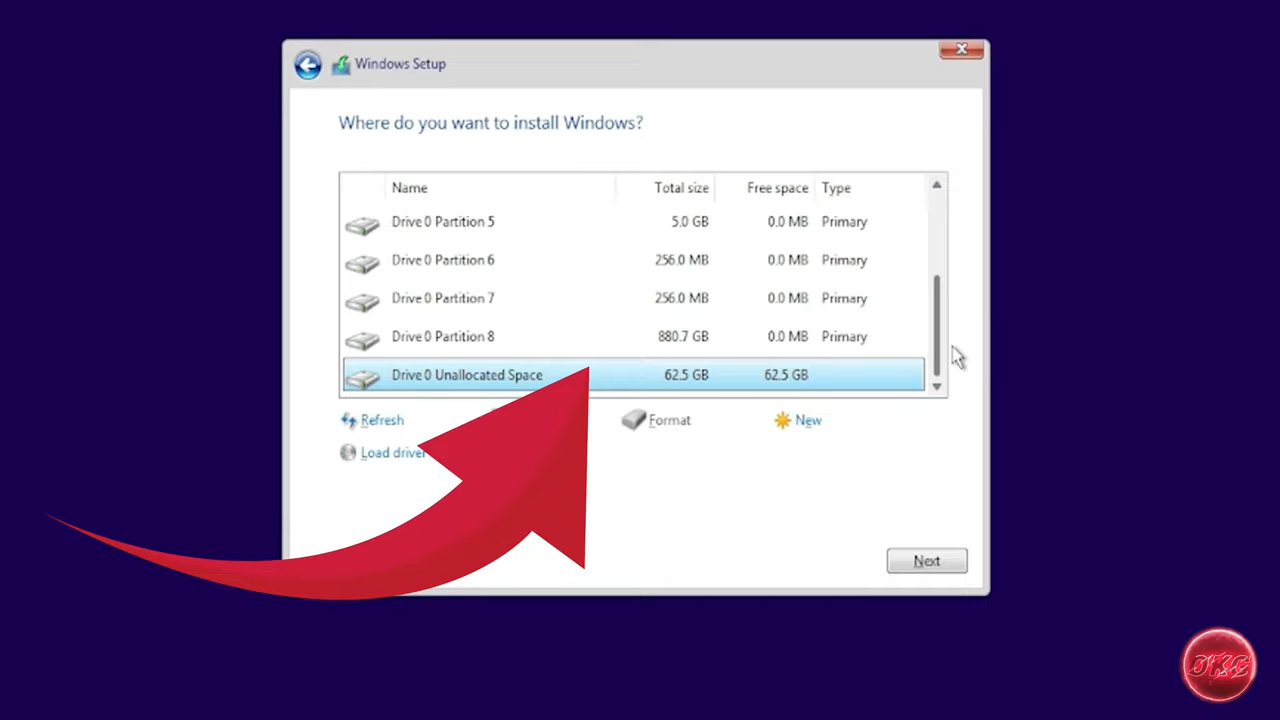 Windows Setup
Where do you want to install Windows?
Name Total size Free space Type
Drive 0 Partition 5 5.0 GB 0.0 MB Primary
Drive 0 Partition 6 256.0 MB 0.0 MB Primary
Drive 0 Partition 7 256.0 MB 0.0 MB Primary
Drive 0 Partition 8 880.7 GB 0.0 MB Primary
Drive 0 Unallocated Space 62.5 GB 62.5 GB
Refresh Format New
Load driver
Next
OKC